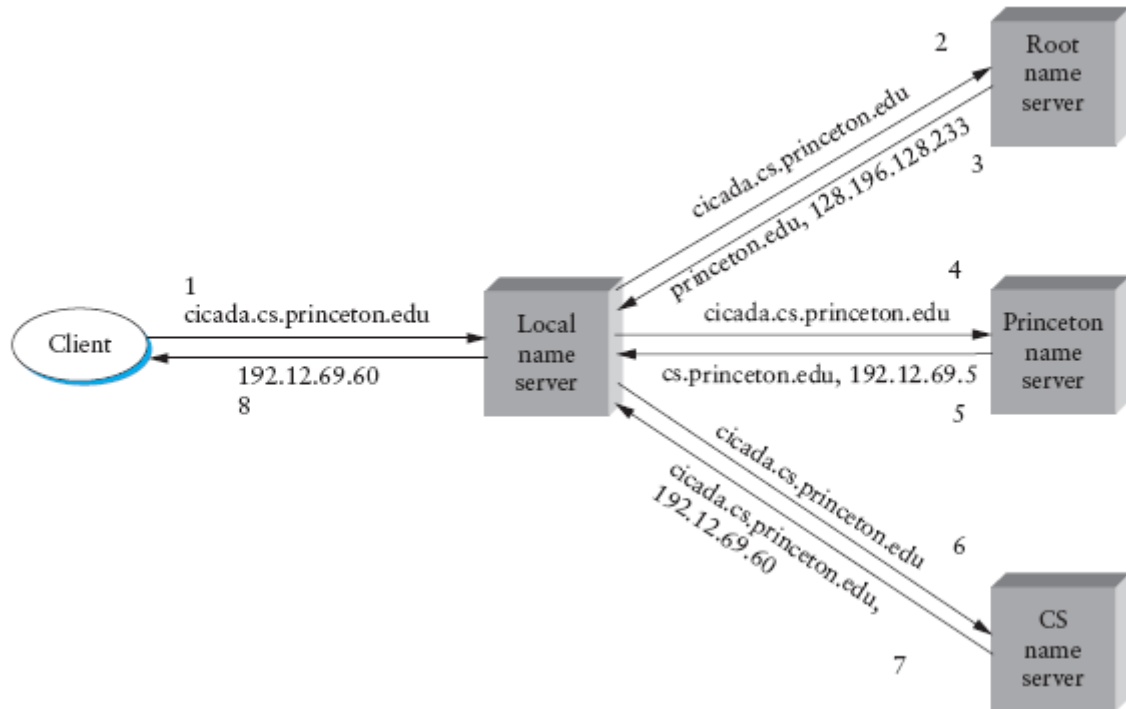 2
Root
name
server
cicada.cs.princeton.edu
princeton.edu, 128.196.128.233
3
1
cicada.cs.princeton.edu
Client
192.12.69.60
8
Local
name
server
4
cicada.cs.princeton.edu
Princeton
name
server
cs.princeton.edu, 192.12.69.5
5
cicada.cs.princeton.edu
cicada.cs.princeton.edu,
192.12.69.60
6
7
CS
name
server